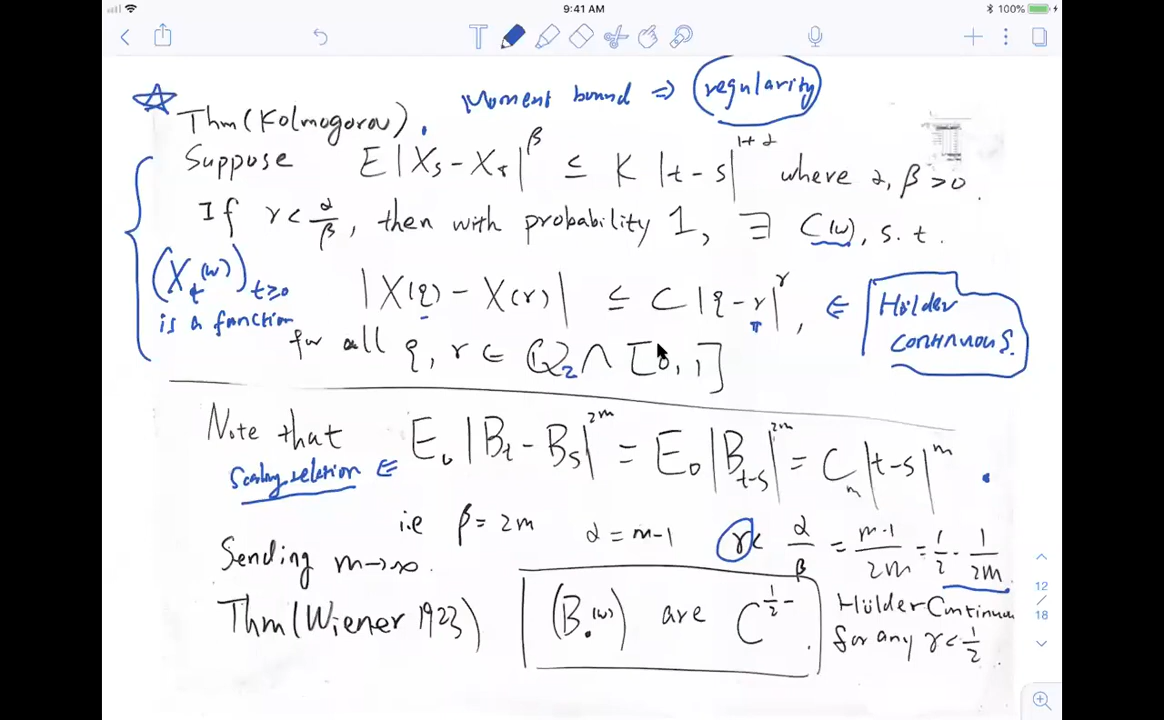 9:41 AM
100%
Moment bound ⇒ regularity
Thm (Kolmogorov).
Suppose E|X_s - X_t|^β ≤ K |t-s|^{1+α} where α, β > 0.
If γ < α/β, then with probability 1, ∃ C(ω), s.t.
(X_t(ω))_{t≥0}
is a function
|X(q) - X(r)| ≤ C |q-r|^γ, ⇐ Hölder continuous.
for all q, r ∈ Q_2 ∩ [0, 1]
Note that E_0 |B_t - B_s|^{2m} = E_0 |B_{t-s}|^{2m} = C_m |t-s|^m.
Scaling relation ⇐
i.e β = 2m α = m-1 γ < α/β = (m-1)/2m = 1/2 - 1/2m
Sending m→∞.
Thm (Wiener 1923) (B.(ω)) are C^{1/2-}.
Hölder Continuous
for any γ < 1/2
12
/
18